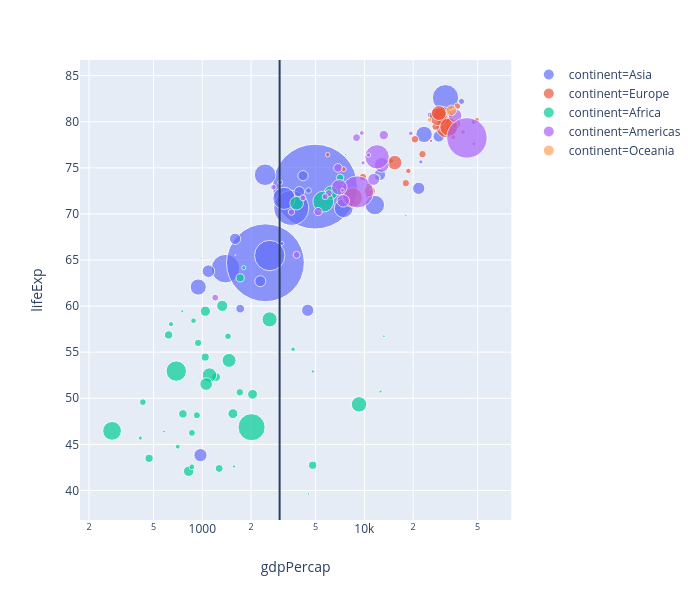 85
80
75
70
65
60
55
50
45
40
lifeExp
2
5
1000
2
5
10k
2
5
gdpPercap
continent=Asia
continent=Europe
continent=Africa
continent=Americas
continent=Oceania